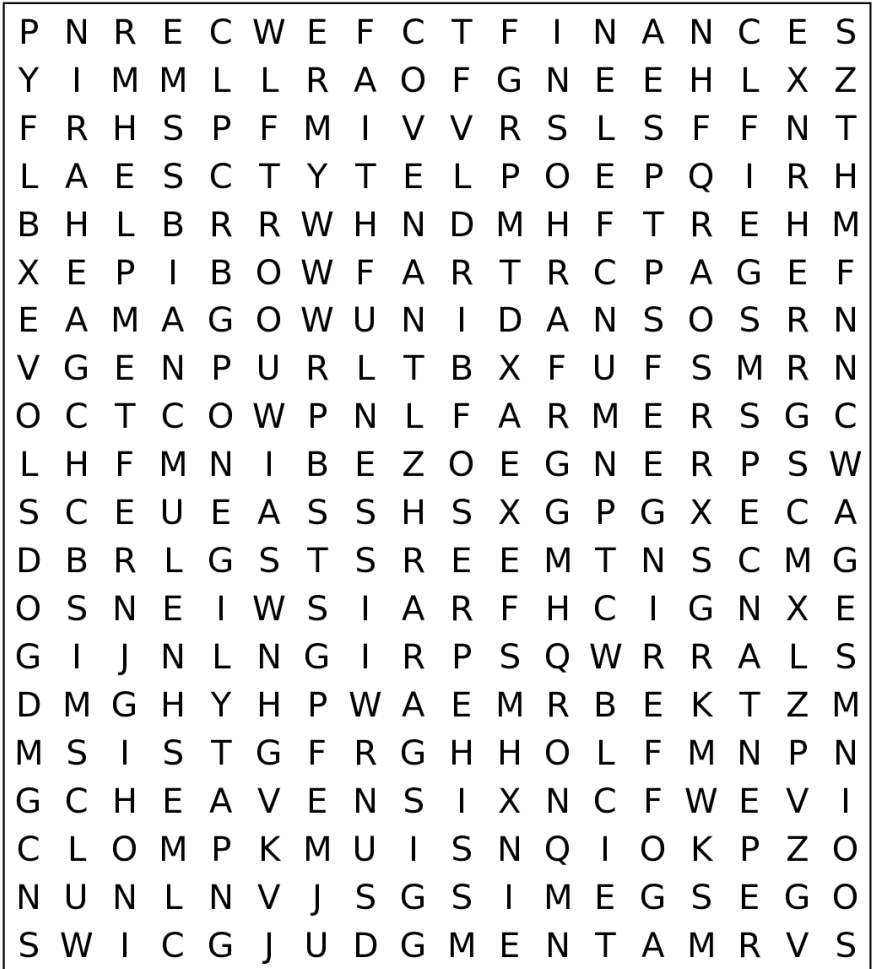 P N R E C W E F C T F I N A N C E S
Y I M M L L R A O F G N E E H L X Z
F R H S P F M I V V R S L S F F N T
L A E S C T Y T E L P O E P Q I R H
B H L B R R W H N D M H F T R E H M
X E P I B O W F A R T R C P A G E F
E A M A G O W U N I D A N S O S R N
V G E N P U R L T B X F U F S M R N
O C T C O W P N L F A R M E R S G C
L H F M N I B E Z O E G N E R P S W
S C E U E A S S H S X G P G X E C A
D B R L G S T S R E E M T N S C M G
O S N E I W S I A R F H C I G N X E
G I J N L N G I R P S Q W R R A L S
D M G H Y H P W A E M R B E K T Z M
M S I S T G F R G H H O L F M N P N
G C H E A V E N S I X N C F W E V I
C L O M P K M U I S N Q I O K P Z O
N U N L N V J S G S I M E G S E G O
S W I C G J U D G M E N T A M R V S